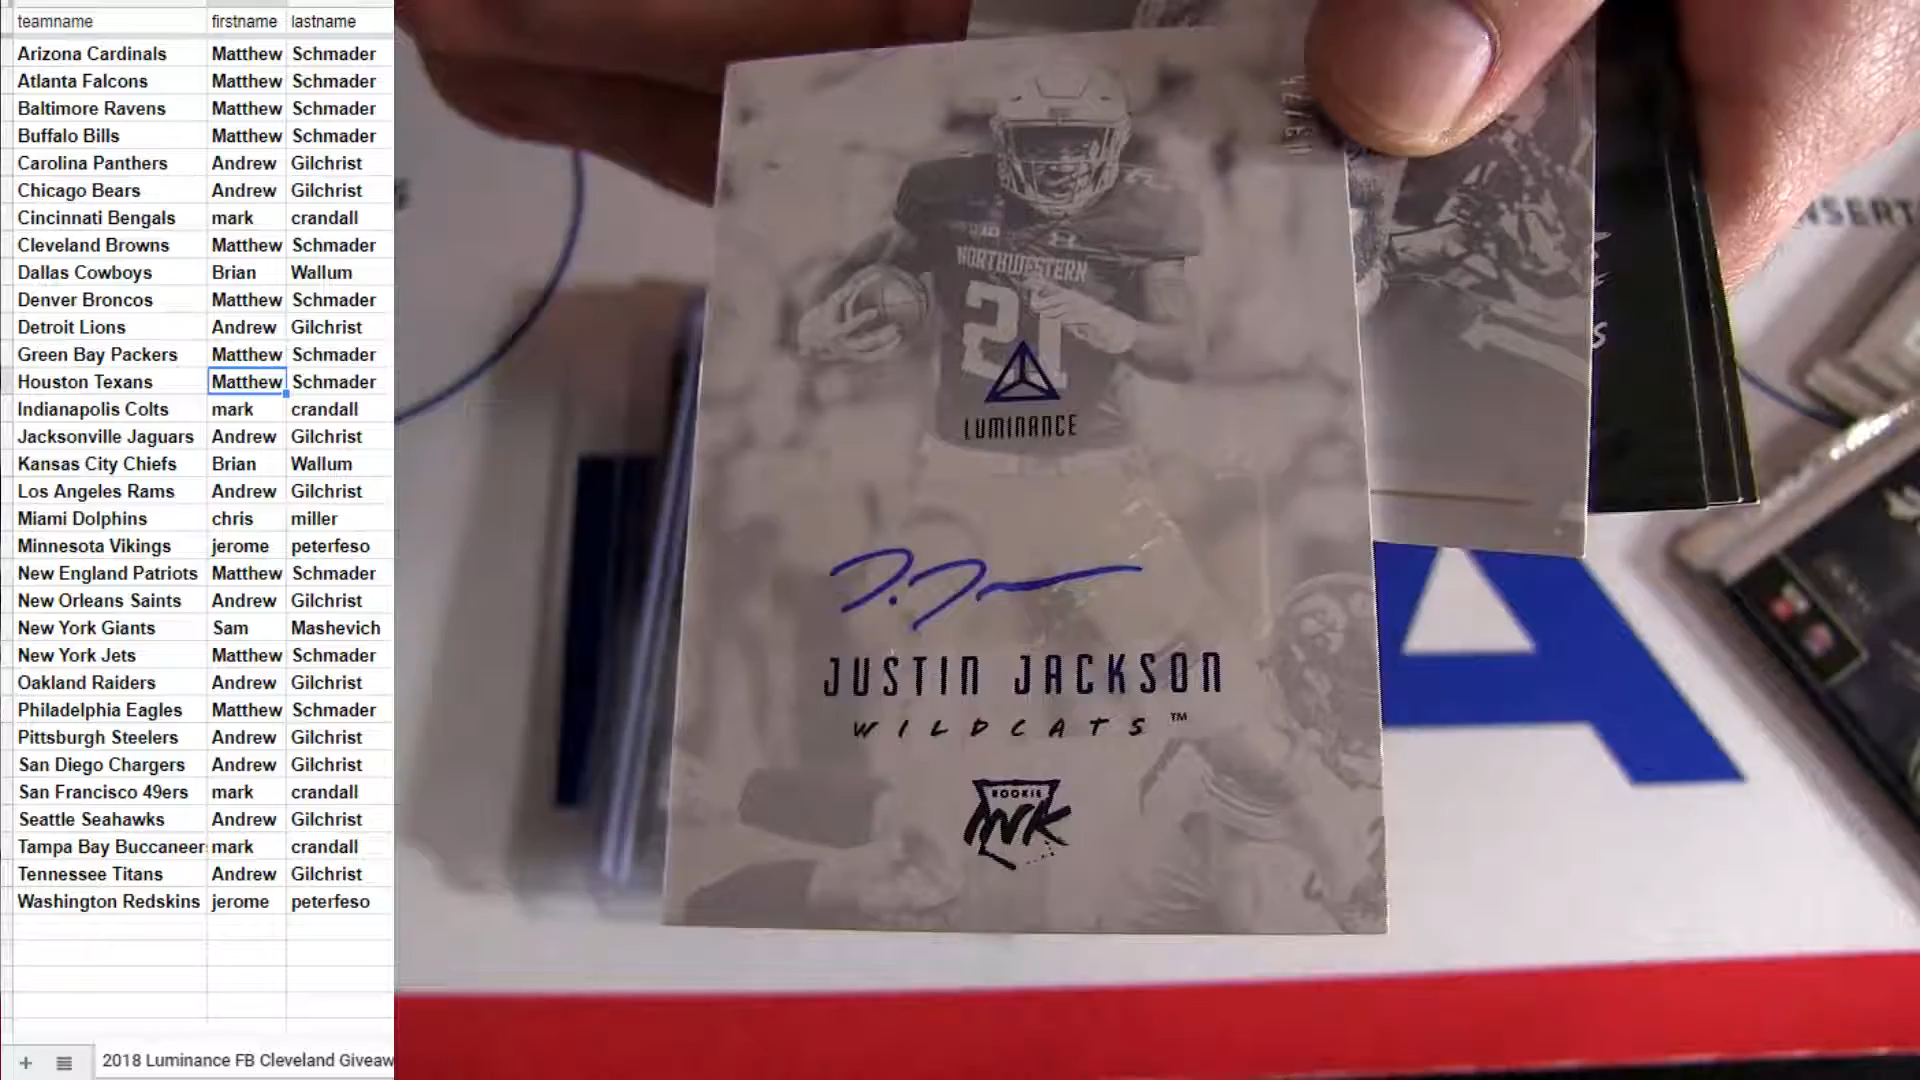 teamname firstname lastname
Arizona Cardinals Matthew Schmader
Atlanta Falcons Matthew Schmader
Baltimore Ravens Matthew Schmader
Buffalo Bills Matthew Schmader
Carolina Panthers Andrew Gilchrist
Chicago Bears Andrew Gilchrist
Cincinnati Bengals mark crandall
Cleveland Browns Matthew Schmader
Dallas Cowboys Brian Wallum
Denver Broncos Matthew Schmader
Detroit Lions Andrew Gilchrist
Green Bay Packers Matthew Schmader
Houston Texans Matthew Schmader
Indianapolis Colts mark crandall
Jacksonville Jaguars Andrew Gilchrist
Kansas City Chiefs Brian Wallum
Los Angeles Rams Andrew Gilchrist
Miami Dolphins chris miller
Minnesota Vikings jerome peterfeso
New England Patriots Matthew Schmader
New Orleans Saints Andrew Gilchrist
New York Giants Sam Mashevich
New York Jets Matthew Schmader
Oakland Raiders Andrew Gilchrist
Philadelphia Eagles Matthew Schmader
Pittsburgh Steelers Andrew Gilchrist
San Diego Chargers Andrew Gilchrist
San Francisco 49ers mark crandall
Seattle Seahawks Andrew Gilchrist
Tampa Bay Buccaneer mark crandall
Tennessee Titans Andrew Gilchrist
Washington Redskins jerome peterfeso
2018 Luminance FB Cleveland Giveaw
NORTHWESTERN
21
LUMINANCE
JUSTIN JACKSON
WILDCATS™
ROOKIE
A